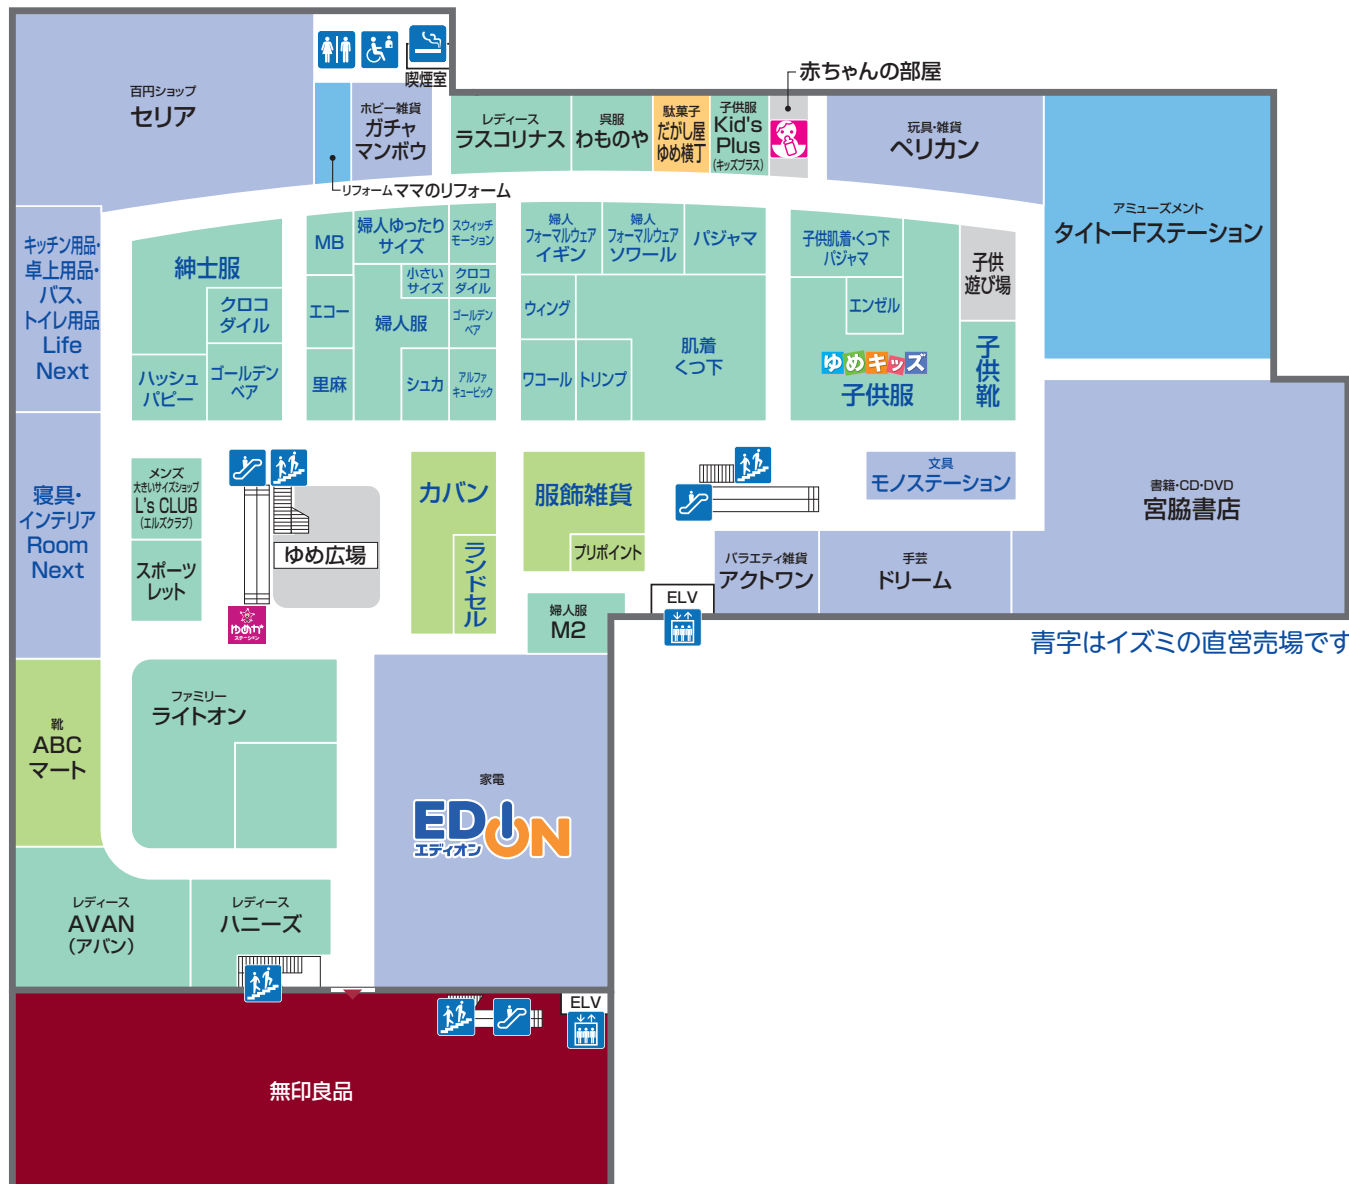 喫煙室
赤ちゃんの部屋
百円ショップ
セリア
ホビー雑貨
ガチャ
マンボウ
リフォーム ママのリフォーム
レディース
ラスコリナス
呉服
わものや
駄菓子
だがし屋
ゆめ横丁
子供服
Kid's
Plus
(キッズプラス)
玩具・雑貨
ペリカン
アミューズメント
タイトーFステーション
キッチン用品・
卓上用品・
バス、
トイレ用品
Life
Next
紳士服
クロコ
ダイル
ハッシュ
パピー
ゴールデン
ベア
MB
エコー
里麻
婦人ゆったり
サイズ
スウィッチ
モーション
小さい
サイズ
クロコ
ダイル
婦人服
ゴールデン
ベア
シュカ
アルファ
キュービック
婦人
フォーマルウェア
イギン
婦人
フォーマルウェア
ソワール
パジャマ
ウィング
ワコール
トリンプ
肌着
くつ下
子供肌着・くつ下
パジャマ
エンゼル
ゆめキッズ
子供服
子供
遊び場
子供靴
寝具・
インテリア
Room
Next
メンズ
大きいサイズショップ
L's CLUB
(エルズクラブ)
スポーツ
レット
ゆめ広場
ゆめか
ステーション
カバン
ランドセル
服飾雑貨
プリポイント
婦人服
M2
文具
モノステーション
書籍・CD・DVD
宮脇書店
バラエティ雑貨
アクトワン
手芸
ドリーム
ELV
青字はイズミの直営売場です
靴
ABC
マート
ファミリー
ライトオン
家電
EDION
エディオン
レディース
AVAN
(アバン)
レディース
ハニーズ
ELV
無印良品